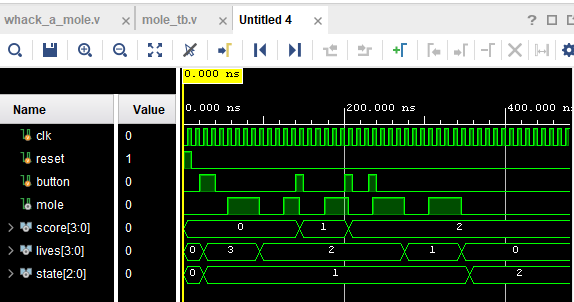 whack_a_mole.v × mole_tb.v × Untitled 4 × ? □
0.000 ns
Name Value 0.000 ns 200.000 ns 400.000 ns
clk 0
reset 1
button 0
mole 0
score[3:0] 0 0 1 2
lives[3:0] 0 0 3 2 1 0
state[2:0] 0 0 1 2